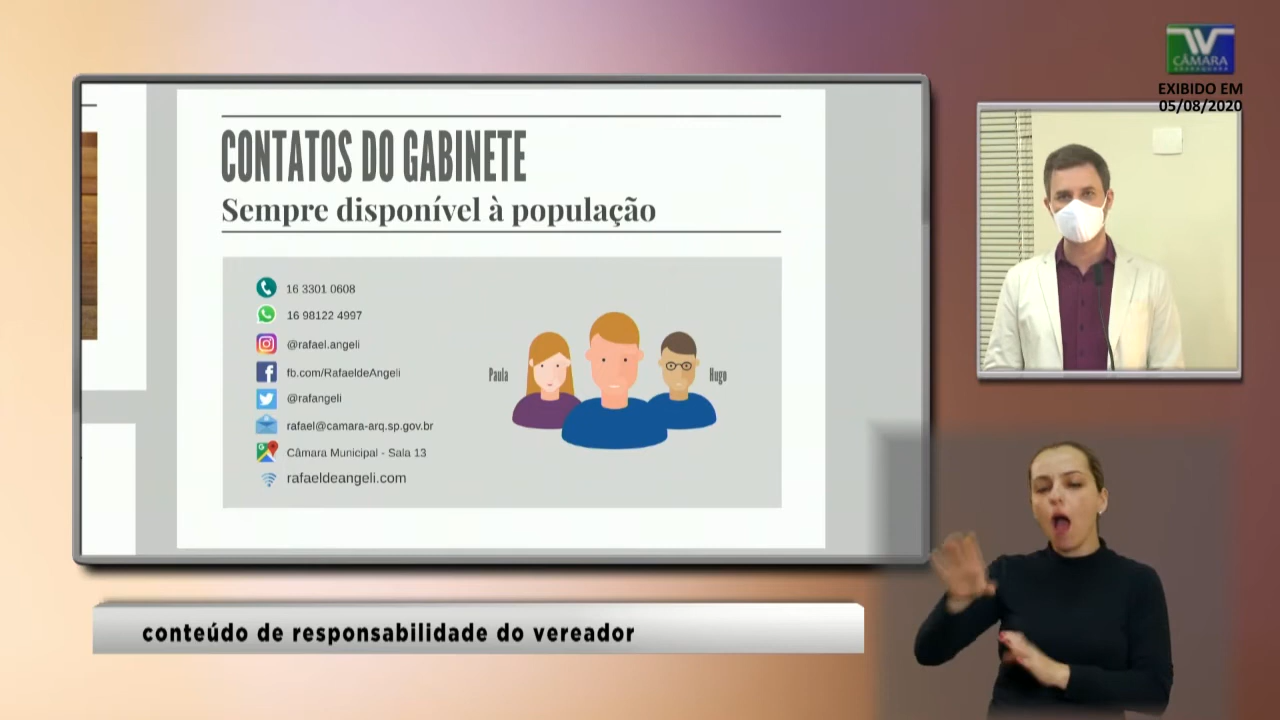 CONTATOS DO GABINETE
Sempre disponível à população
16 3301 0608
16 98122 4997
@rafael.angeli
fb.com/RafaeldeAngeli
@rafangeli
rafael@camara-arq.sp.gov.br
Câmara Municipal - Sala 13
rafaeldeangeli.com
Paula
Hugo
conteúdo de responsabilidade do vereador
CÂMARA
EXIBIDO EM
05/08/2020